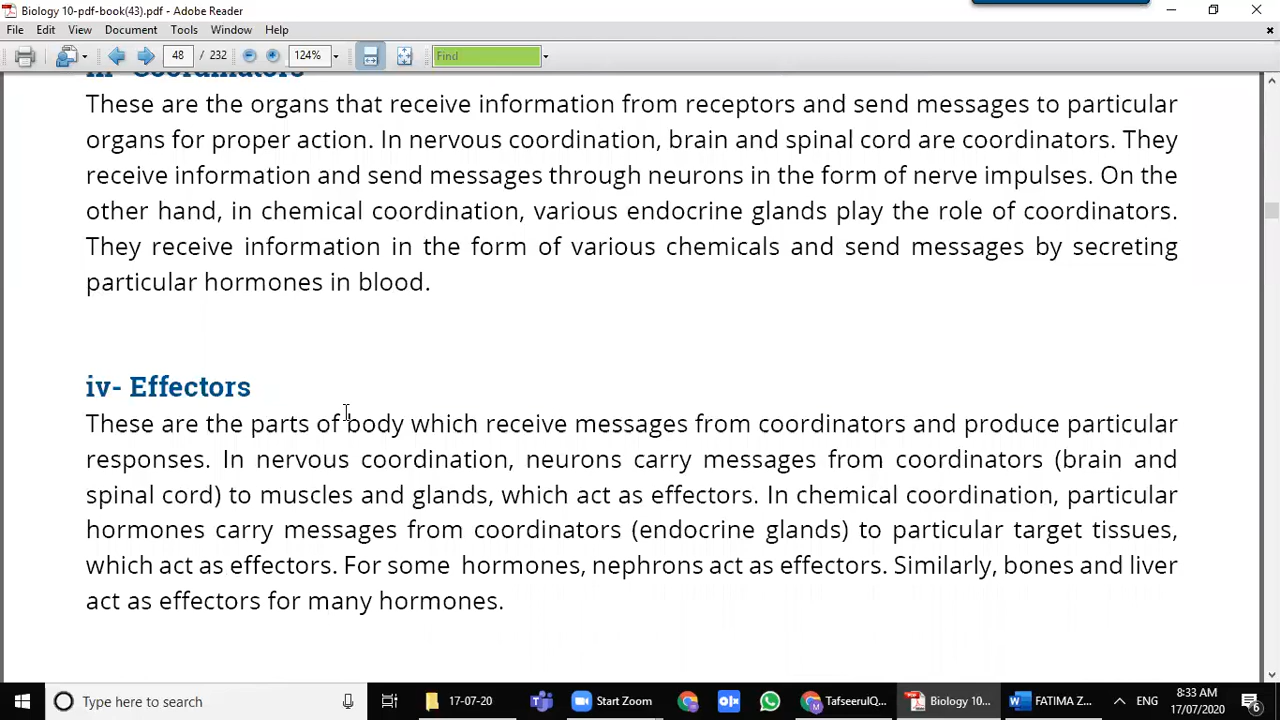 Biology 10-pdf-book(43).pdf - Adobe Reader
File Edit View Document Tools Window Help
48 / 232 124% Find
iii- Coordinators
These are the organs that receive information from receptors and send messages to particular
organs for proper action. In nervous coordination, brain and spinal cord are coordinators. They
receive information and send messages through neurons in the form of nerve impulses. On the
other hand, in chemical coordination, various endocrine glands play the role of coordinators.
They receive information in the form of various chemicals and send messages by secreting
particular hormones in blood.
iv- Effectors
These are the parts of body which receive messages from coordinators and produce particular
responses. In nervous coordination, neurons carry messages from coordinators (brain and
spinal cord) to muscles and glands, which act as effectors. In chemical coordination, particular
hormones carry messages from coordinators (endocrine glands) to particular target tissues,
which act as effectors. For some hormones, nephrons act as effectors. Similarly, bones and liver
act as effectors for many hormones.
Type here to search 17-07-20 Start Zoom TafseerulQ... Biology 10... FATIMA Z... ENG 8:33 AM
17/07/2020 6